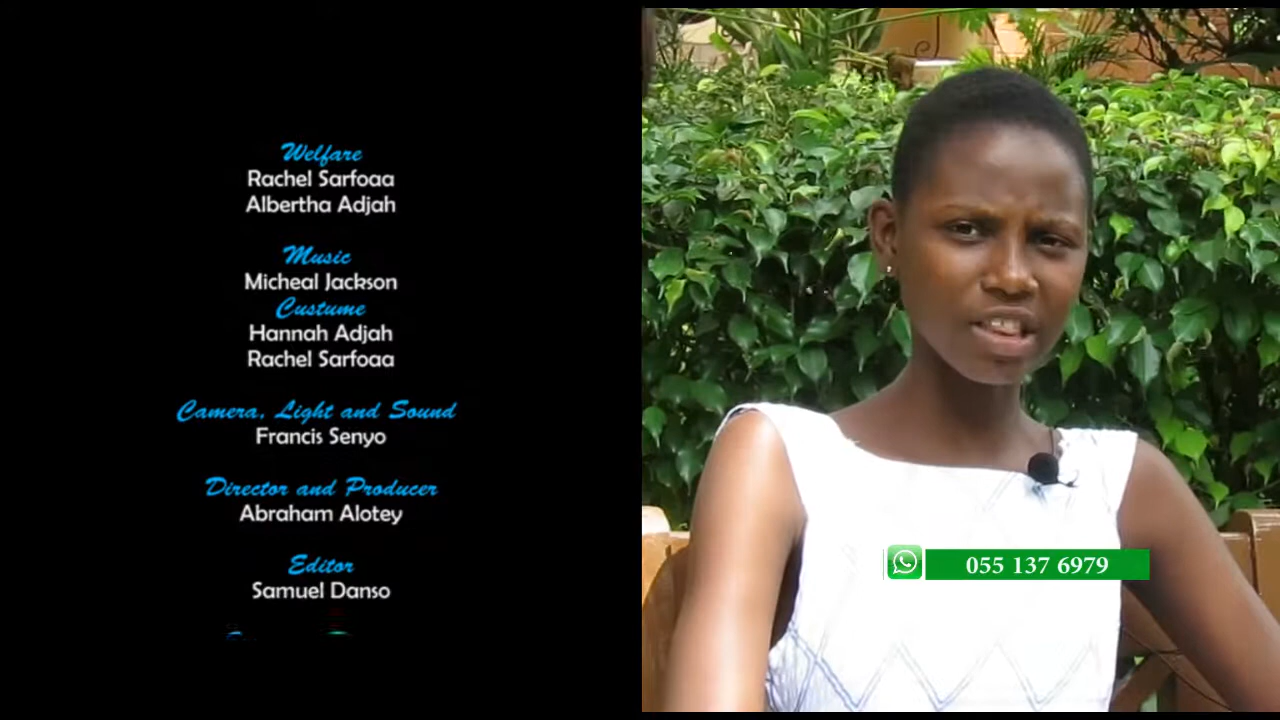 Welfare
Rachel Sarfoaa
Albertha Adjah
Music
Micheal Jackson
Custume
Hannah Adjah
Rachel Sarfoaa
Camera, Light and Sound
Francis Senyo
Director and Producer
Abraham Alotey
Editor
Samuel Danso
055 137 6979